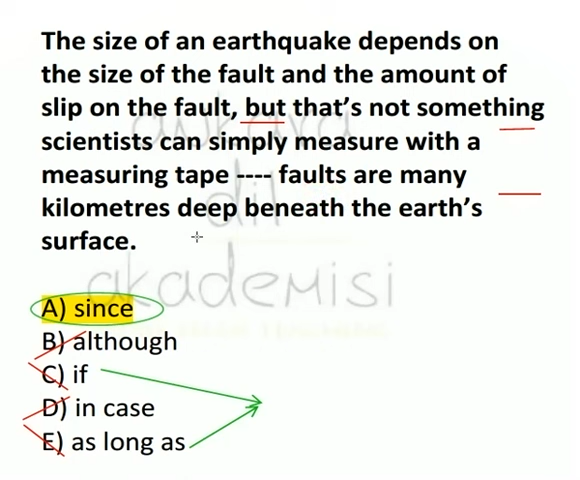 The size of an earthquake depends on
the size of the fault and the amount of
slip on the fault, but that's not something
scientists can simply measure with a
measuring tape ---- faults are many
kilometres deep beneath the earth's
surface.
ankara
dil
akademisi
A) since
B) although
C) if
D) in case
E) as long as